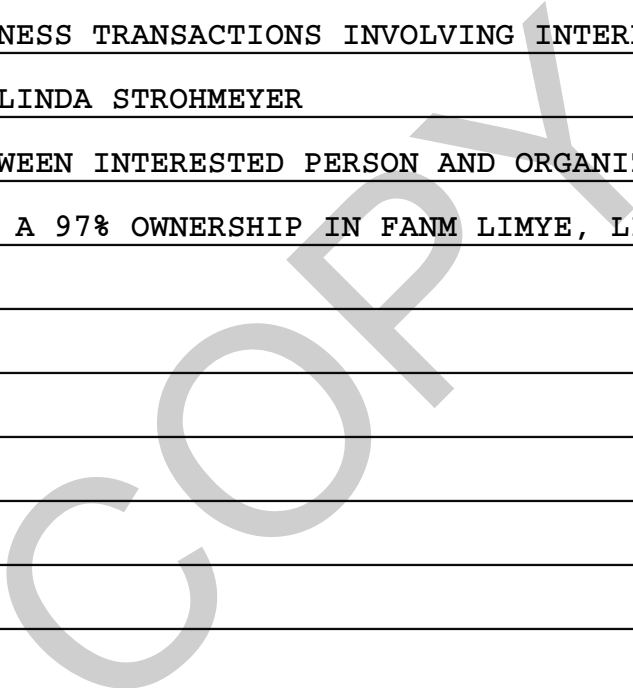 NESS TRANSACTIONS INVOLVING INTER
LINDA STROHMEYER
WEEN INTERESTED PERSON AND ORGANI
A 97% OWNERSHIP IN FANM LIMYE, L
COPY